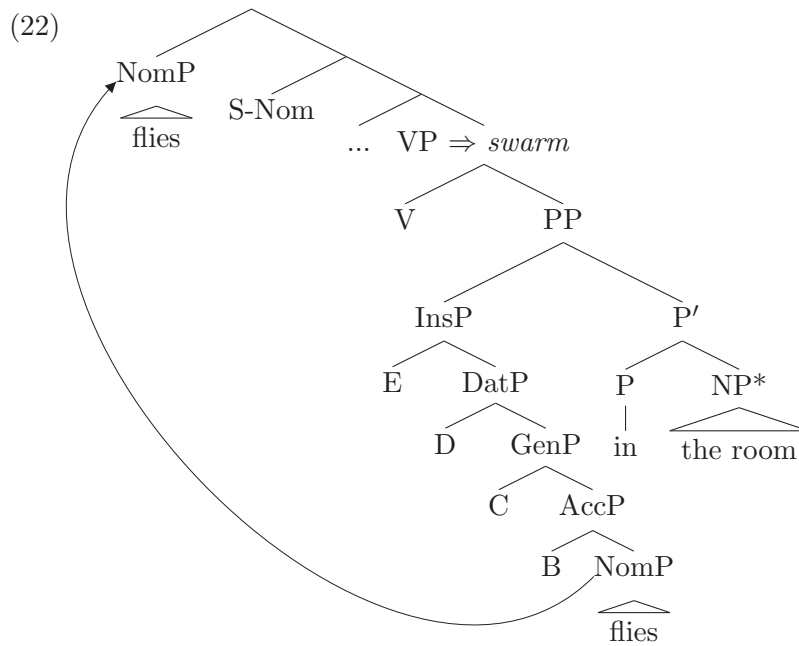 (22)
NomP
flies
S-Nom
... VP ⇒ swarm
V PP
InsP P′
E DatP P NP*
D GenP in the room
C AccP
B NomP
flies